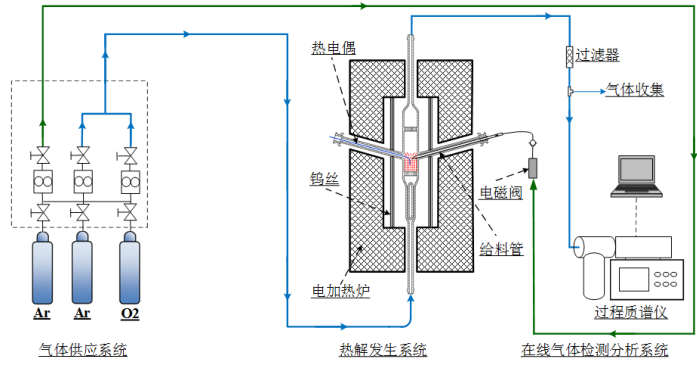 热电偶
过滤器
气体收集
钨丝
电磁阀
给料管
电加热炉
Ar
Ar
O2
过程质谱仪
气体供应系统
热解发生系统
在线气体检测分析系统